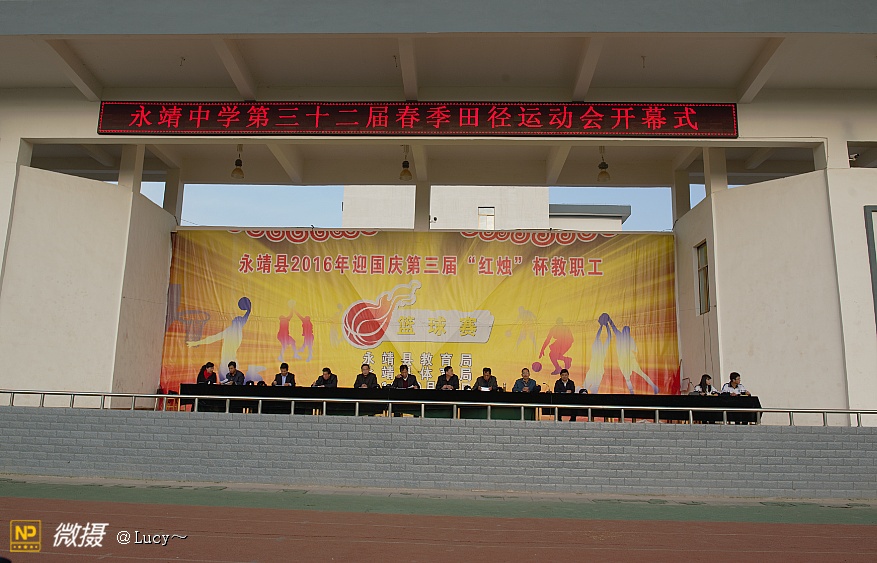 永靖中学第三十二届春季田径运动会开幕式
永靖县2016年迎国庆第三届“红烛”杯教职工
篮球赛
永靖县教育局
NP 微摄 @Lucy～